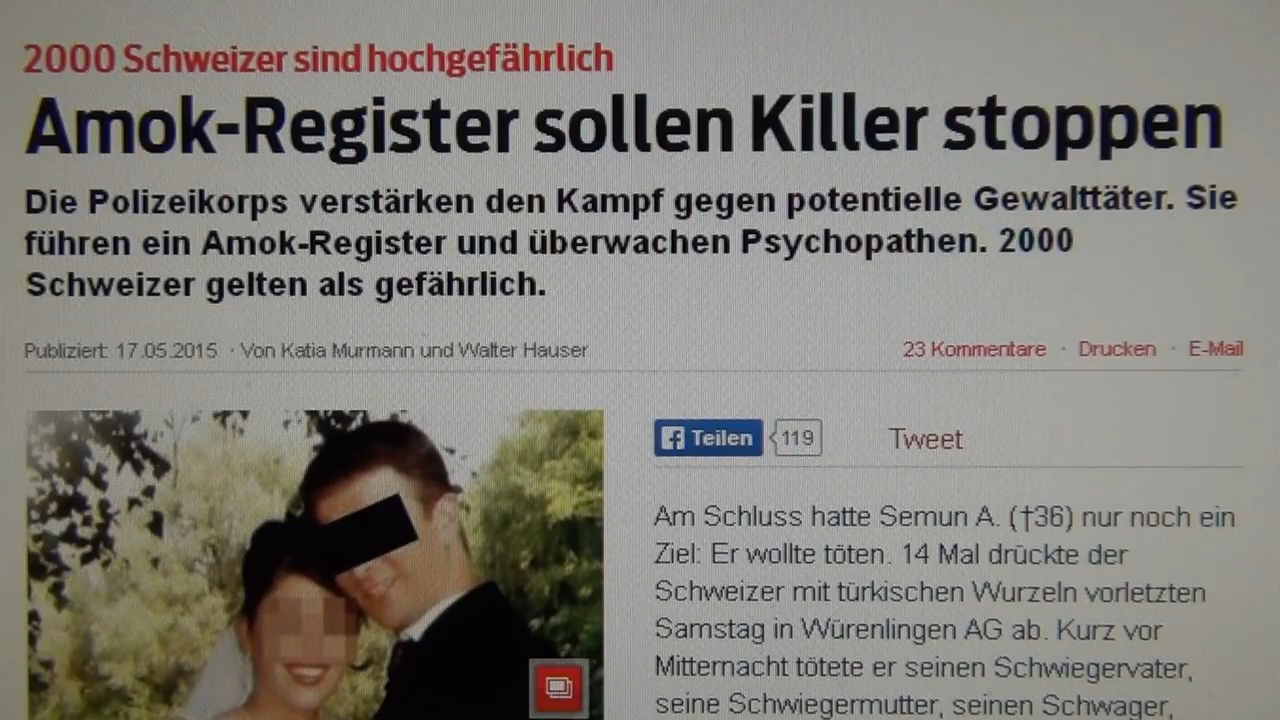 2000 Schweizer sind hochgefährlich
Amok-Register sollen Killer stoppen
Die Polizeikorps verstärken den Kampf gegen potentielle Gewalttäter. Sie
führen ein Amok-Register und überwachen Psychopathen. 2000
Schweizer gelten als gefährlich.
Publiziert: 17.05.2015 · Von Katia Murmann und Walter Hauser
23 Kommentare · Drucken · E-Mail
Teilen 119 Tweet
Am Schluss hatte Semun A. (†36) nur noch ein
Ziel: Er wollte töten. 14 Mal drückte der
Schweizer mit türkischen Wurzeln vorletzten
Samstag in Würenlingen AG ab. Kurz vor
Mitternacht tötete er seinen Schwiegervater,
seine Schwiegermutter, seinen Schwager,